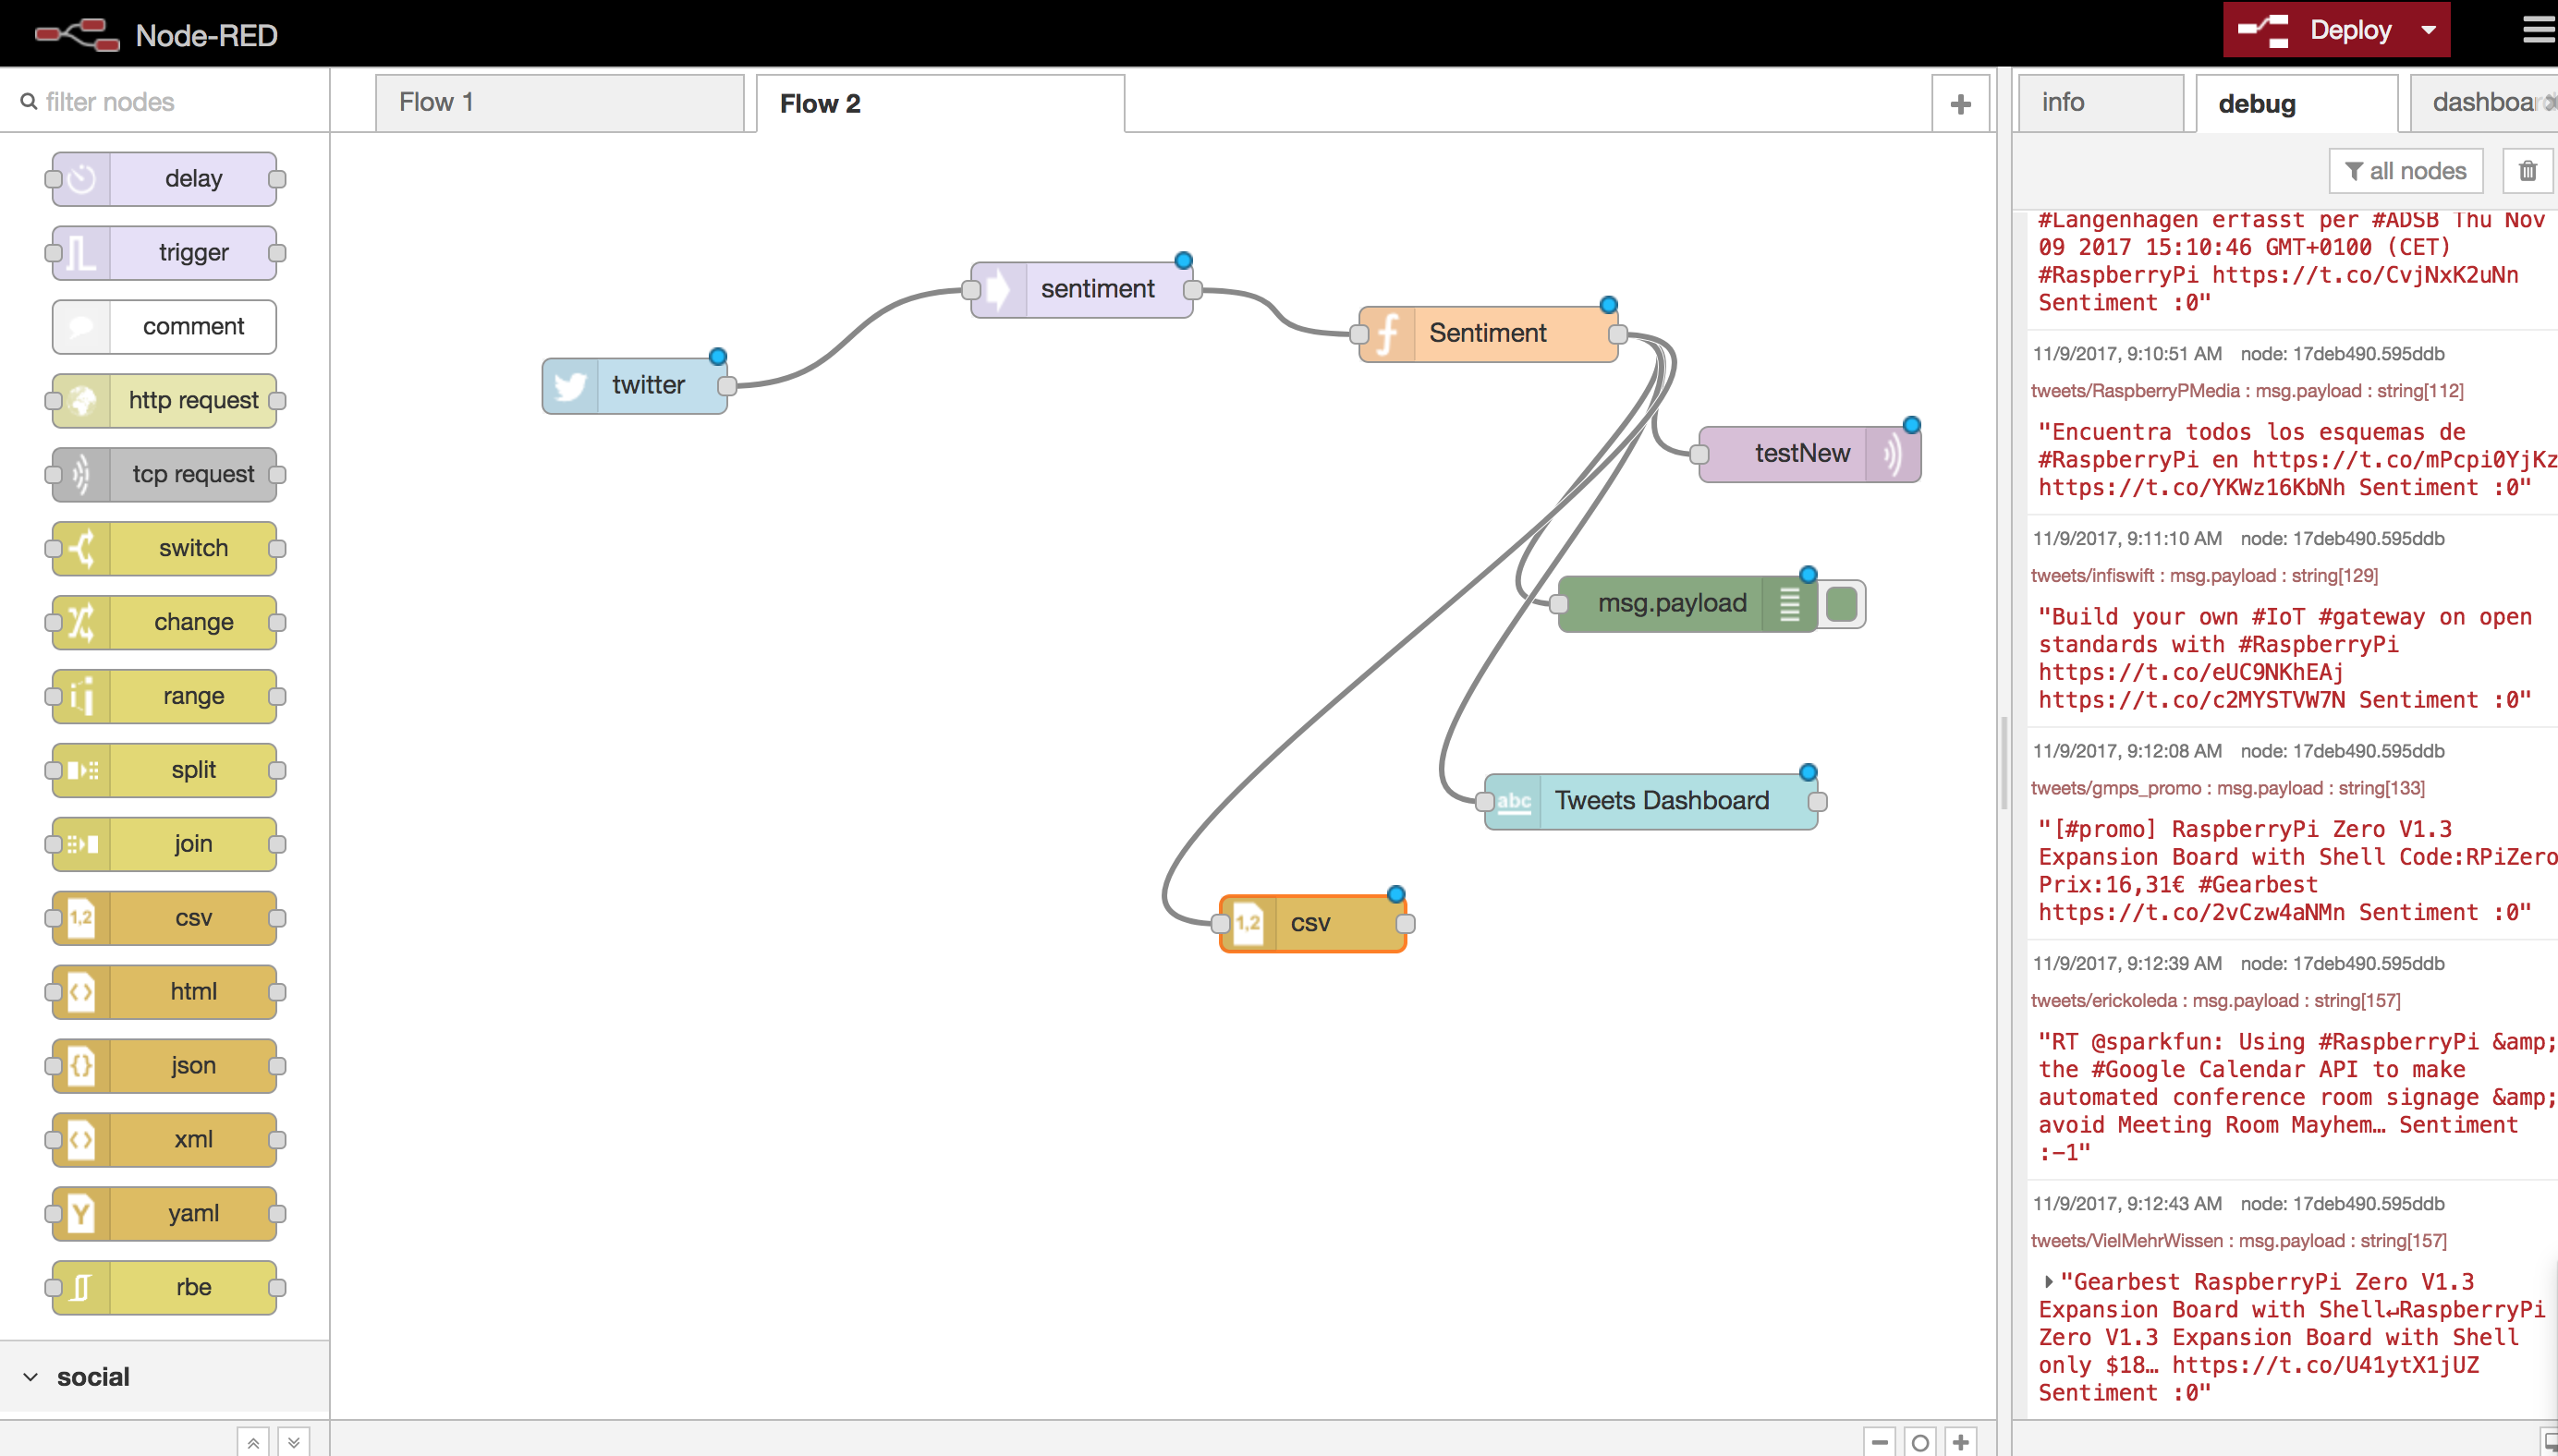 Node-RED
Deploy
filter nodes
Flow 1
Flow 2
info
debug
all nodes
delay
trigger
comment
http request
tcp request
switch
change
range
split
join
1,2 csv
html
json
xml
Y yaml
rbe
social
twitter
sentiment
Sentiment
testNew
msg.payload
abc Tweets Dashboard
1,2 csv
#Langenhagen erfasst per #ADSB Thu Nov
09 2017 15:10:46 GMT+0100 (CET)
#RaspberryPi https://t.co/CvjNxK2uNn
Sentiment :0"
11/9/2017, 9:10:51 AM node: 17deb490.595ddb
tweets/RaspberryPMedia : msg.payload : string[112]
"Encuentra todos los esquemas de
#RaspberryPi en https://t.co/mPcpi0YjKz
https://t.co/YKWz16KbNh Sentiment :0"
11/9/2017, 9:11:10 AM node: 17deb490.595ddb
tweets/infiswift : msg.payload : string[129]
"Build your own #IoT #gateway on open
standards with #RaspberryPi
https://t.co/eUC9NKhEAj
https://t.co/c2MYSTVW7N Sentiment :0"
11/9/2017, 9:12:08 AM node: 17deb490.595ddb
tweets/gmps_promo : msg.payload : string[133]
"[#promo] RaspberryPi Zero V1.3
Expansion Board with Shell Code:RPiZero
Prix:16,31€ #Gearbest
https://t.co/2vCzw4aNMn Sentiment :0"
11/9/2017, 9:12:39 AM node: 17deb490.595ddb
tweets/erickoleda : msg.payload : string[157]
"RT @sparkfun: Using #RaspberryPi &amp;
the #Google Calendar API to make
automated conference room signage &amp;
avoid Meeting Room Mayhem… Sentiment
:-1"
11/9/2017, 9:12:43 AM node: 17deb490.595ddb
tweets/VielMehrWissen : msg.payload : string[157]
"Gearbest RaspberryPi Zero V1.3
Expansion Board with Shell↵RaspberryPi
Zero V1.3 Expansion Board with Shell
only $18… https://t.co/U41ytX1jUZ
Sentiment :0"